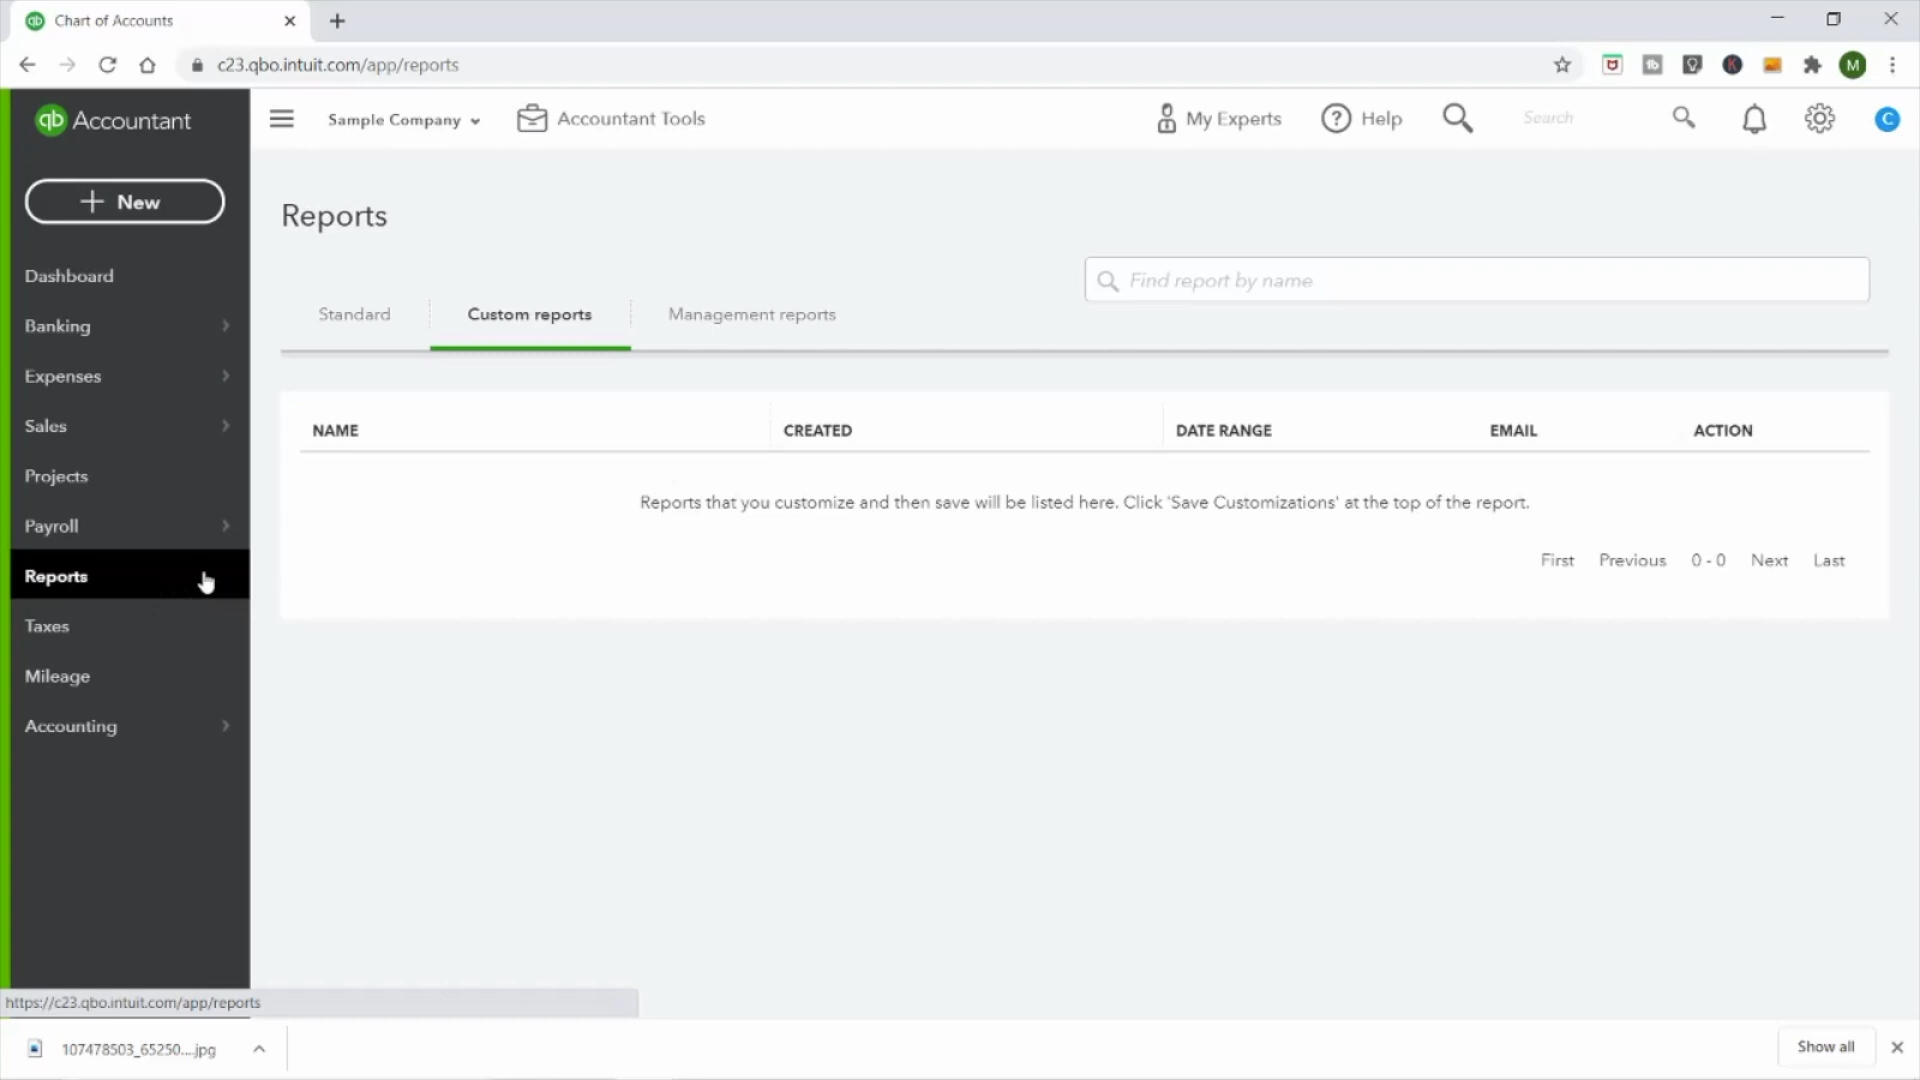 Chart of Accounts
c23.qbo.intuit.com/app/reports
M
qb Accountant
Sample Company
Accountant Tools
My Experts
? Help
Search
C
+ New
Dashboard
Banking
Expenses
Sales
Projects
Payroll
Reports
Taxes
Mileage
Accounting
Reports
Find report by name
Standard
Custom reports
Management reports
NAME CREATED DATE RANGE EMAIL ACTION
Reports that you customize and then save will be listed here. Click 'Save Customizations' at the top of the report.
First Previous 0 - 0 Next Last
https://c23.qbo.intuit.com/app/reports
107478503_65250....jpg
Show all